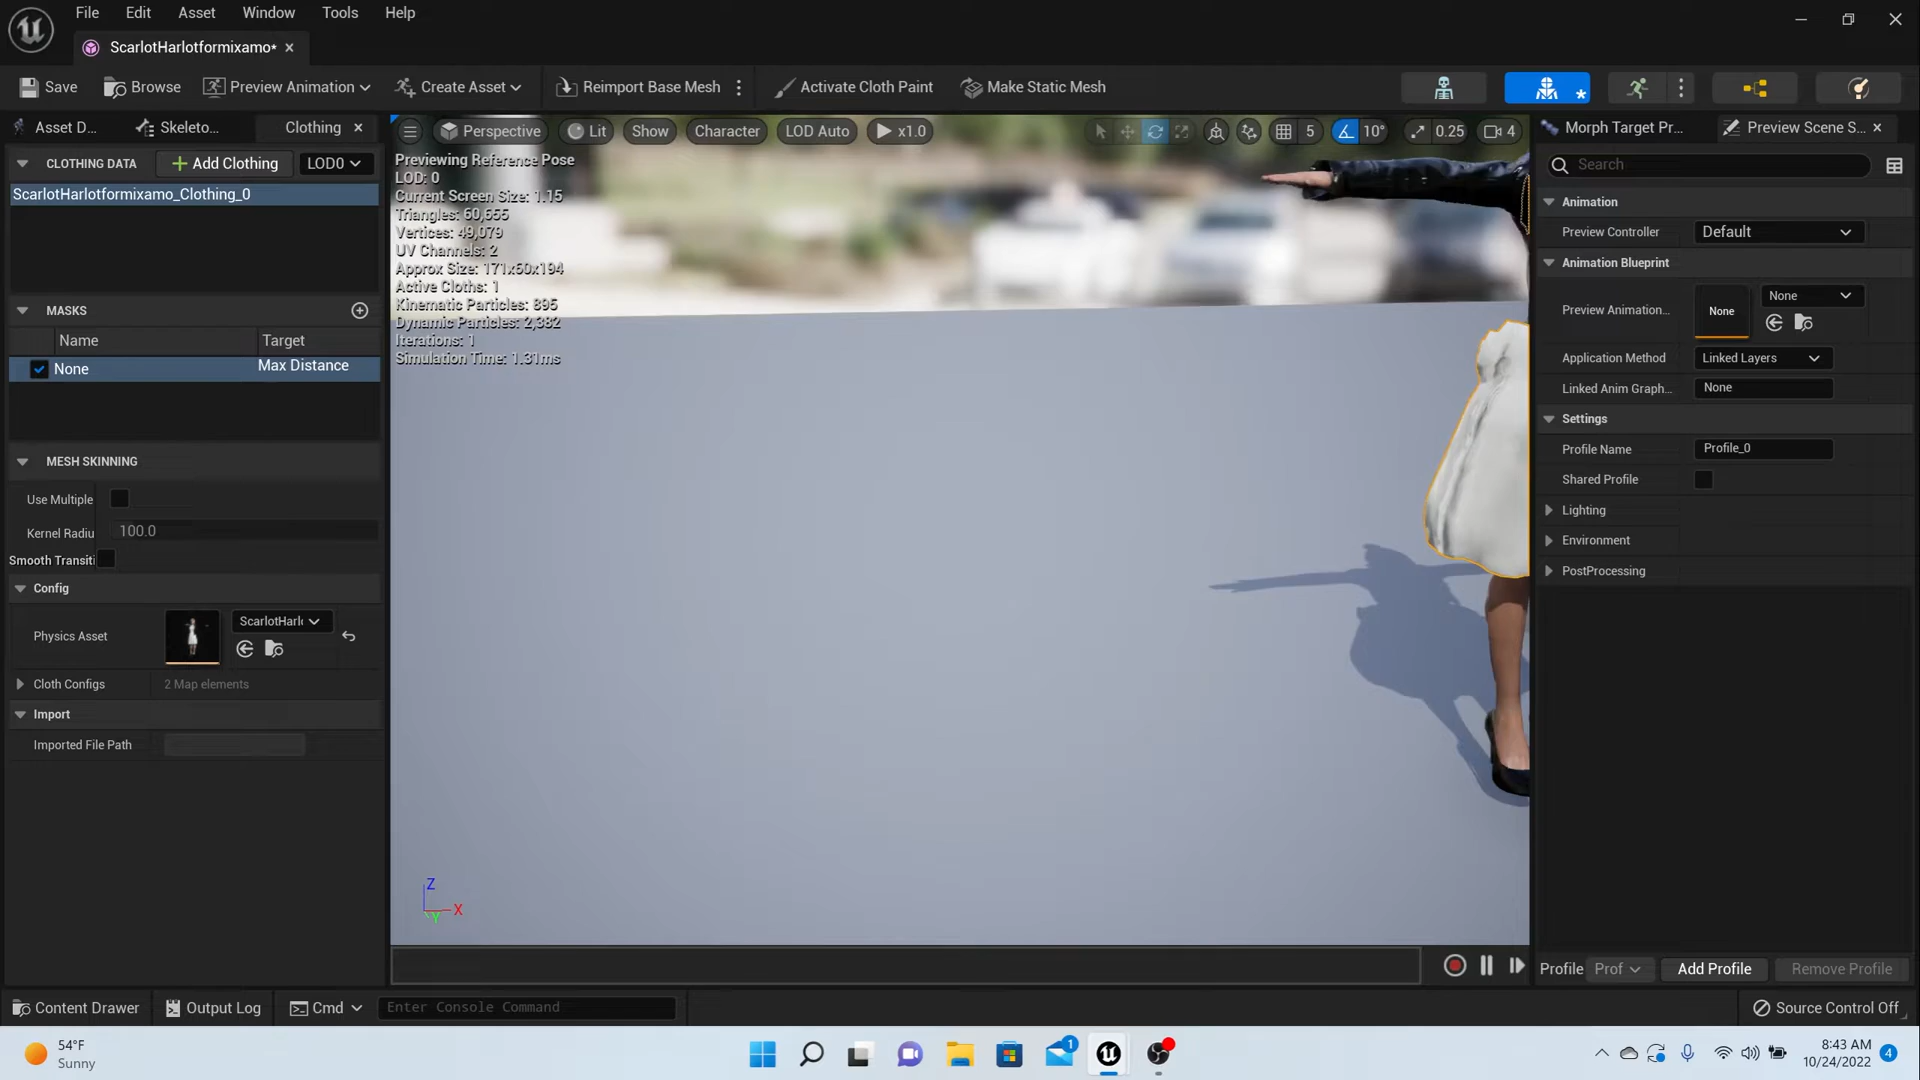 File Edit Asset Window Tools Help
ScarlotHarlotformixamo*
Save Browse Preview Animation Create Asset Reimport Base Mesh Activate Cloth Paint Make Static Mesh
Asset D... Skeleto... Clothing
Perspective Lit Show Character LOD Auto x1.0 5 10° 0.25 4
Morph Target Pr... Preview Scene S...
CLOTHING DATA Add Clothing LOD0
ScarlotHarlotformixamo_Clothing_0
MASKS
Name Target
None Max Distance
MESH SKINNING
Use Multiple
Kernel Radiu 100.0
Smooth Transiti
Config
Physics Asset ScarlotHarl
Cloth Configs 2 Map elements
Import
Imported File Path
Previewing Reference Pose
LOD: 0
Current Screen Size: 1.15
Triangles: 60,655
Vertices: 49,079
UV Channels: 2
Approx Size: 171x60x194
Active Cloths: 1
Kinematic Particles: 895
Dynamic Particles: 2,382
Iterations: 1
Simulation Time: 1.31ms
Z
X
Y
Search
Animation
Preview Controller Default
Animation Blueprint
Preview Animation... None None
Application Method Linked Layers
Linked Anim Graph... None
Settings
Profile Name Profile_0
Shared Profile
Lighting
Environment
PostProcessing
Profile Prof Add Profile Remove Profile
Content Drawer Output Log Cmd Enter Console Command Source Control Off
54°F
Sunny
1
8:43 AM
10/24/2022
4